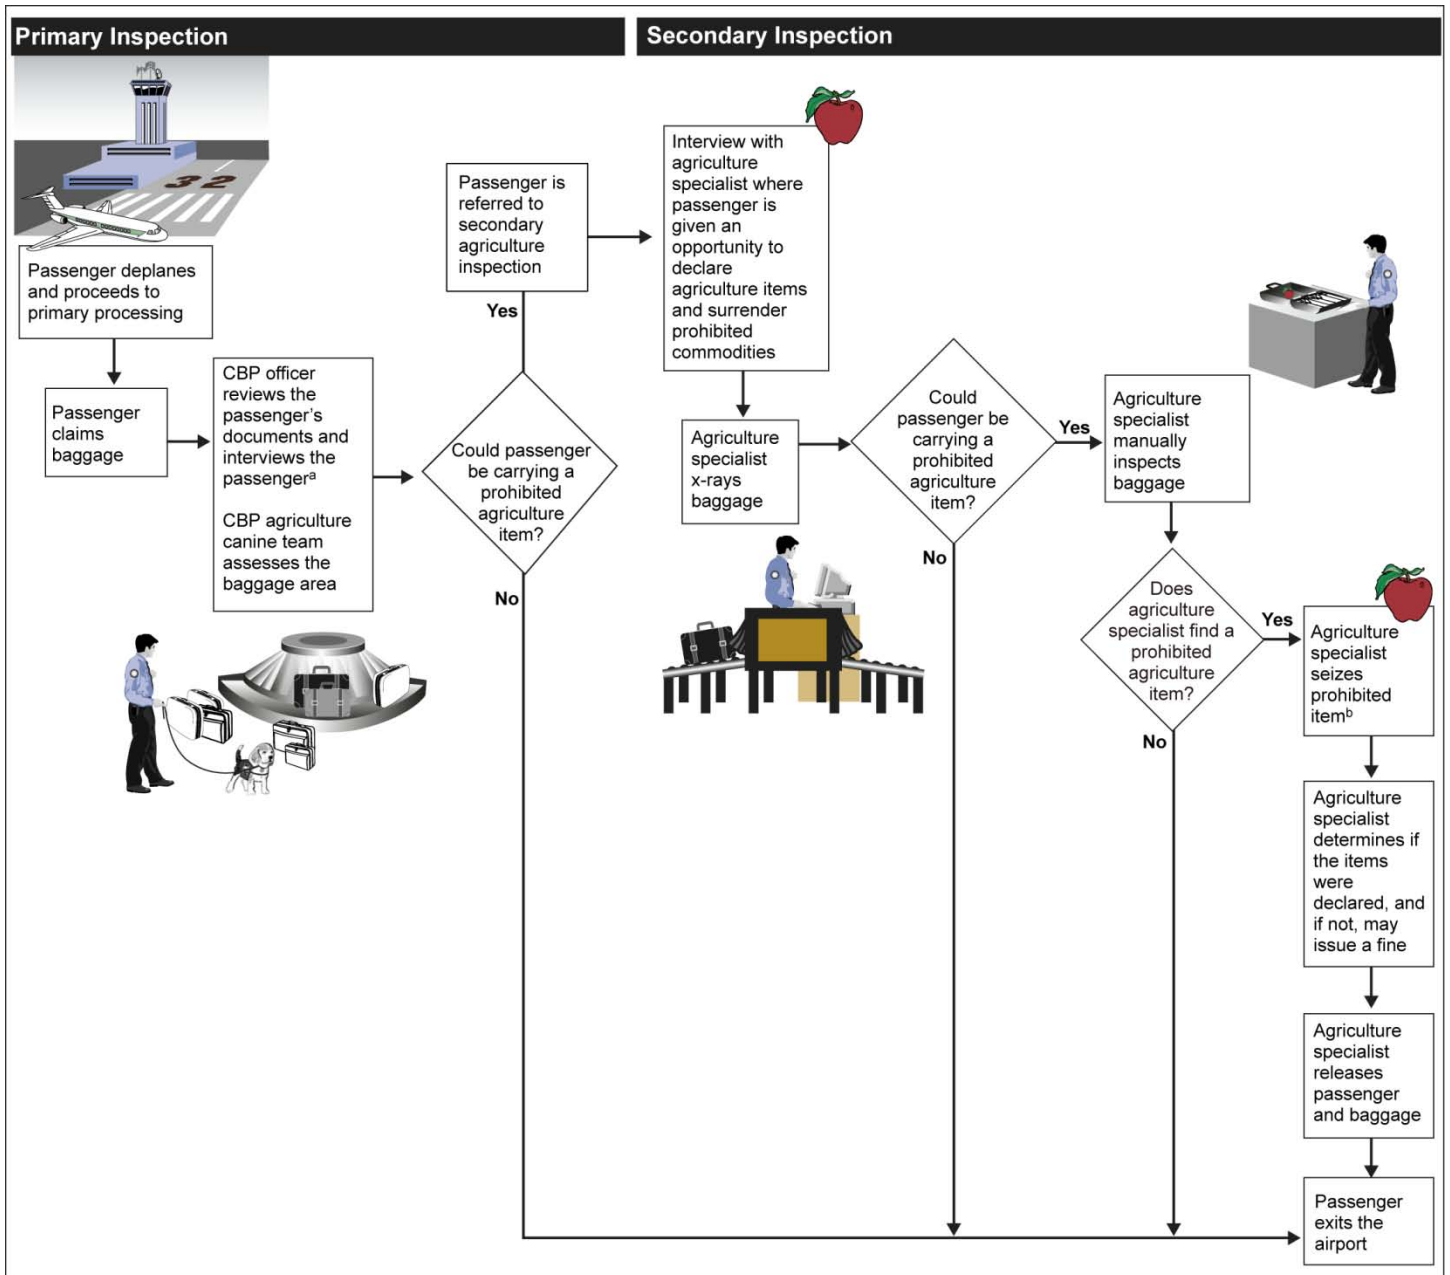 Primary Inspection
Secondary Inspection
32
Passenger deplanes
and proceeds to
primary processing
Passenger
claims
baggage
CBP officer
reviews the
passenger’s
documents and
interviews the
passengerᵃ
CBP agriculture
canine team
assesses the
baggage area
Could passenger
be carrying a
prohibited
agriculture
item?
Yes
No
Passenger is
referred to
secondary
agriculture
inspection
Interview with
agriculture
specialist where
passenger is
given an
opportunity to
declare
agriculture items
and surrender
prohibited
commodities
Agriculture
specialist
x-rays
baggage
Could
passenger be
carrying a
prohibited
agriculture
item?
Yes
No
Agriculture
specialist
manually
inspects
baggage
Does
agriculture
specialist find a
prohibited
agriculture
item?
Yes
No
Agriculture
specialist
seizes
prohibited
itemᵇ
Agriculture
specialist
determines if
the items
were
declared, and
if not, may
issue a fine
Agriculture
specialist
releases
passenger
and baggage
Passenger
exits the
airport